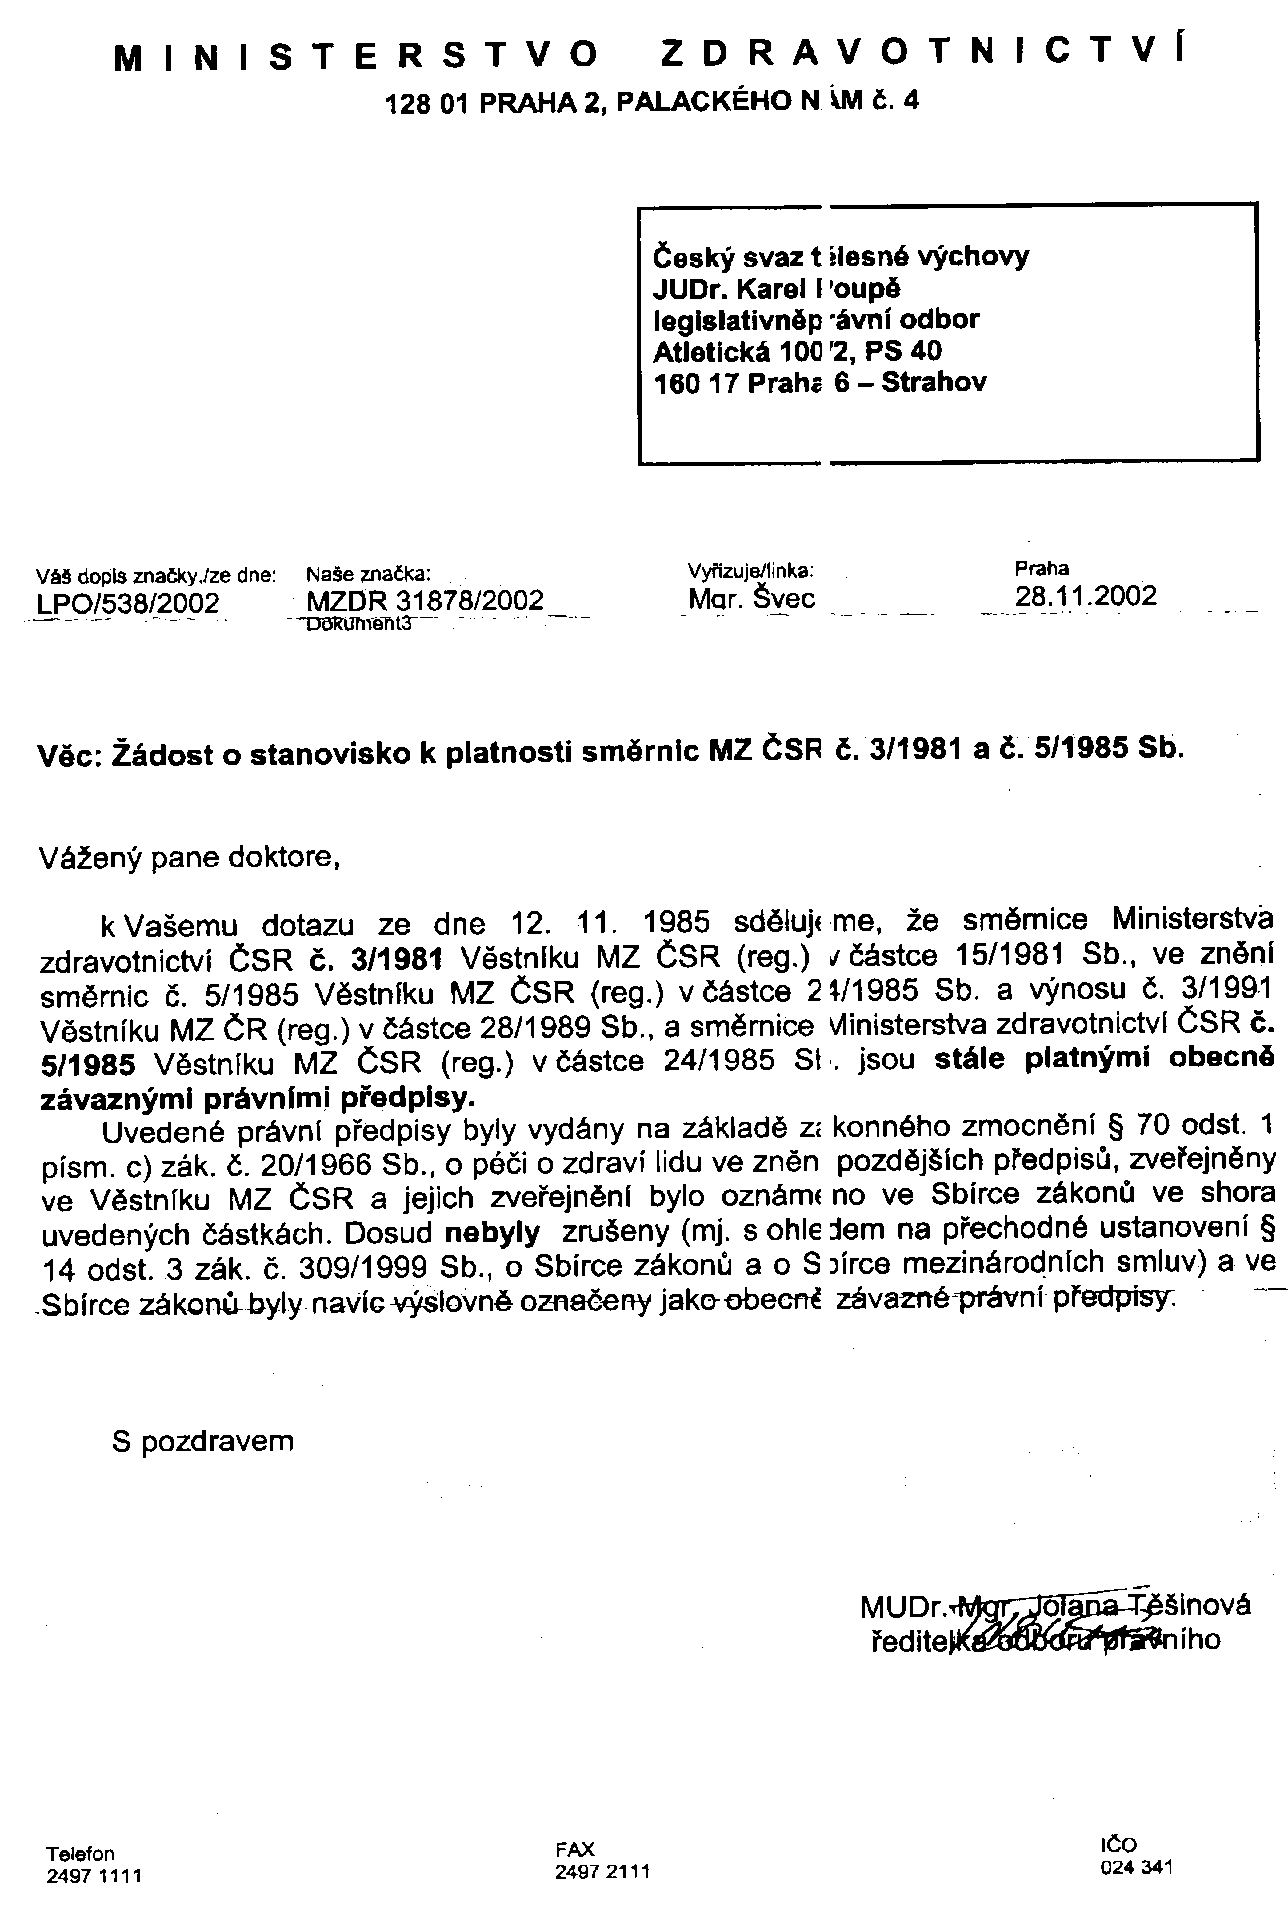 MINISTERSTVO ZDRAVOTNICTVÍ
128 01 PRAHA 2, PALACKÉHO NÁM č. 4
Český svaz tělesné výchovy
JUDr. Karel Poupě
legislativněprávní odbor
Atletická 100/2, PS 40
160 17 Praha 6 – Strahov
Váš dopis značky./ze dne: Naše značka: Vyřizuje/linka: Praha
LPO/538/2002 MZDR 31878/2002 Mgr. Švec 28.11.2002
Dokument3
Věc: Žádost o stanovisko k platnosti směrnic MZ ČSR č. 3/1981 a č. 5/1985 Sb.
Vážený pane doktore,
k Vašemu dotazu ze dne 12. 11. 1985 sdělujeme, že směrnice Ministerstva
zdravotnictví ČSR č. 3/1981 Věstníku MZ ČSR (reg.) v částce 15/1981 Sb., ve znění
směrnic č. 5/1985 Věstníku MZ ČSR (reg.) v částce 24/1985 Sb. a výnosu č. 3/1991
Věstníku MZ ČR (reg.) v částce 28/1989 Sb., a směrnice Ministerstva zdravotnictví ČSR č.
5/1985 Věstníku MZ ČSR (reg.) v částce 24/1985 Sb. jsou stále platnými obecně
závaznými právními předpisy.
Uvedené právní předpisy byly vydány na základě zákonného zmocnění § 70 odst. 1
písm. c) zák. č. 20/1966 Sb., o péči o zdraví lidu ve znění pozdějších předpisů, zveřejněny
ve Věstníku MZ ČSR a jejich zveřejnění bylo oznámeno ve Sbírce zákonů ve shora
uvedených částkách. Dosud nebyly zrušeny (mj. s ohledem na přechodné ustanovení §
14 odst. 3 zák. č. 309/1999 Sb., o Sbírce zákonů a o Sbírce mezinárodních smluv) a ve
Sbírce zákonů byly navíc výslovně označeny jako obecně závazné právní předpisy.
S pozdravem
MUDr. Mgr. Jolana Těšinová
ředitelka odboru právního
Telefon FAX IČO
2497 1111 2497 2111 024 341